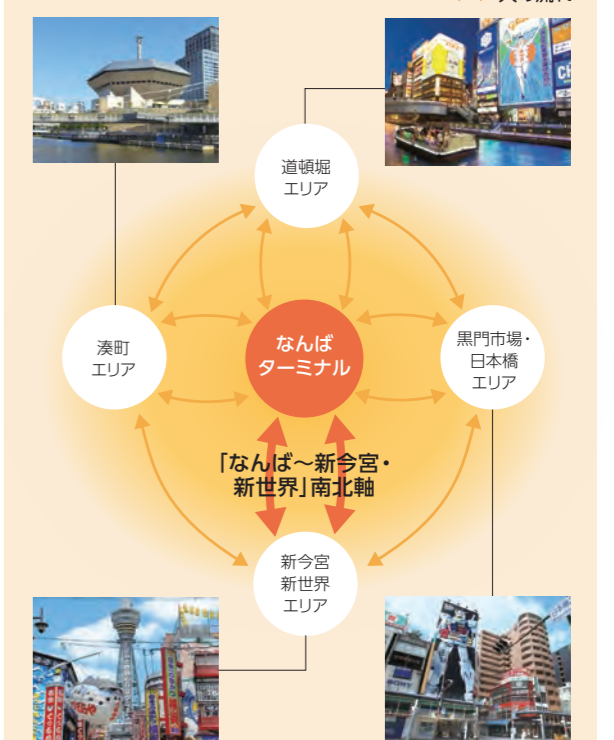 道頓堀
エリア
湊町
エリア
なんば
ターミナル
黒門市場・
日本橋
エリア
「なんば〜新今宮・
新世界」南北軸
新今宮
新世界
エリア
SONY